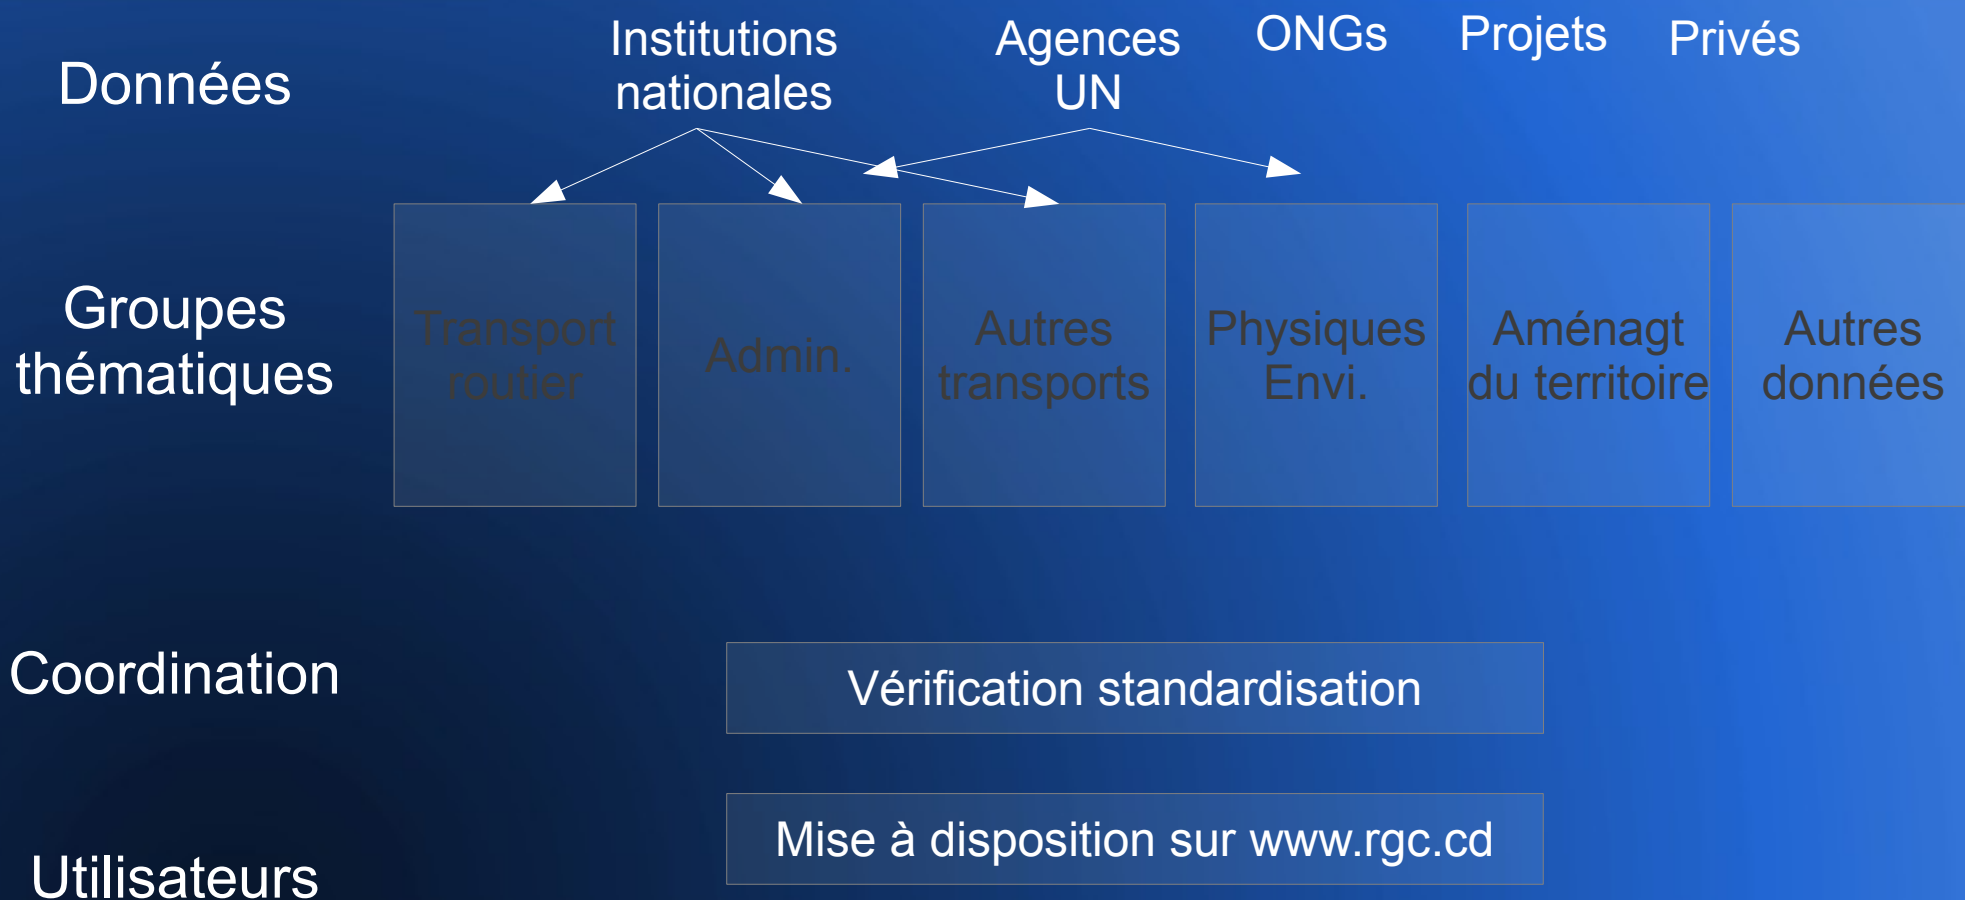 Données
Institutions
nationales
Agences
UN
ONGs
Projets
Privés
Groupes
thématiques
Transport
routier
Admin.
Autres
transports
Physiques
Envi.
Aménagt
du territoire
Autres
données
Coordination
Vérification standardisation
Mise à disposition sur www.rgc.cd
Utilisateurs